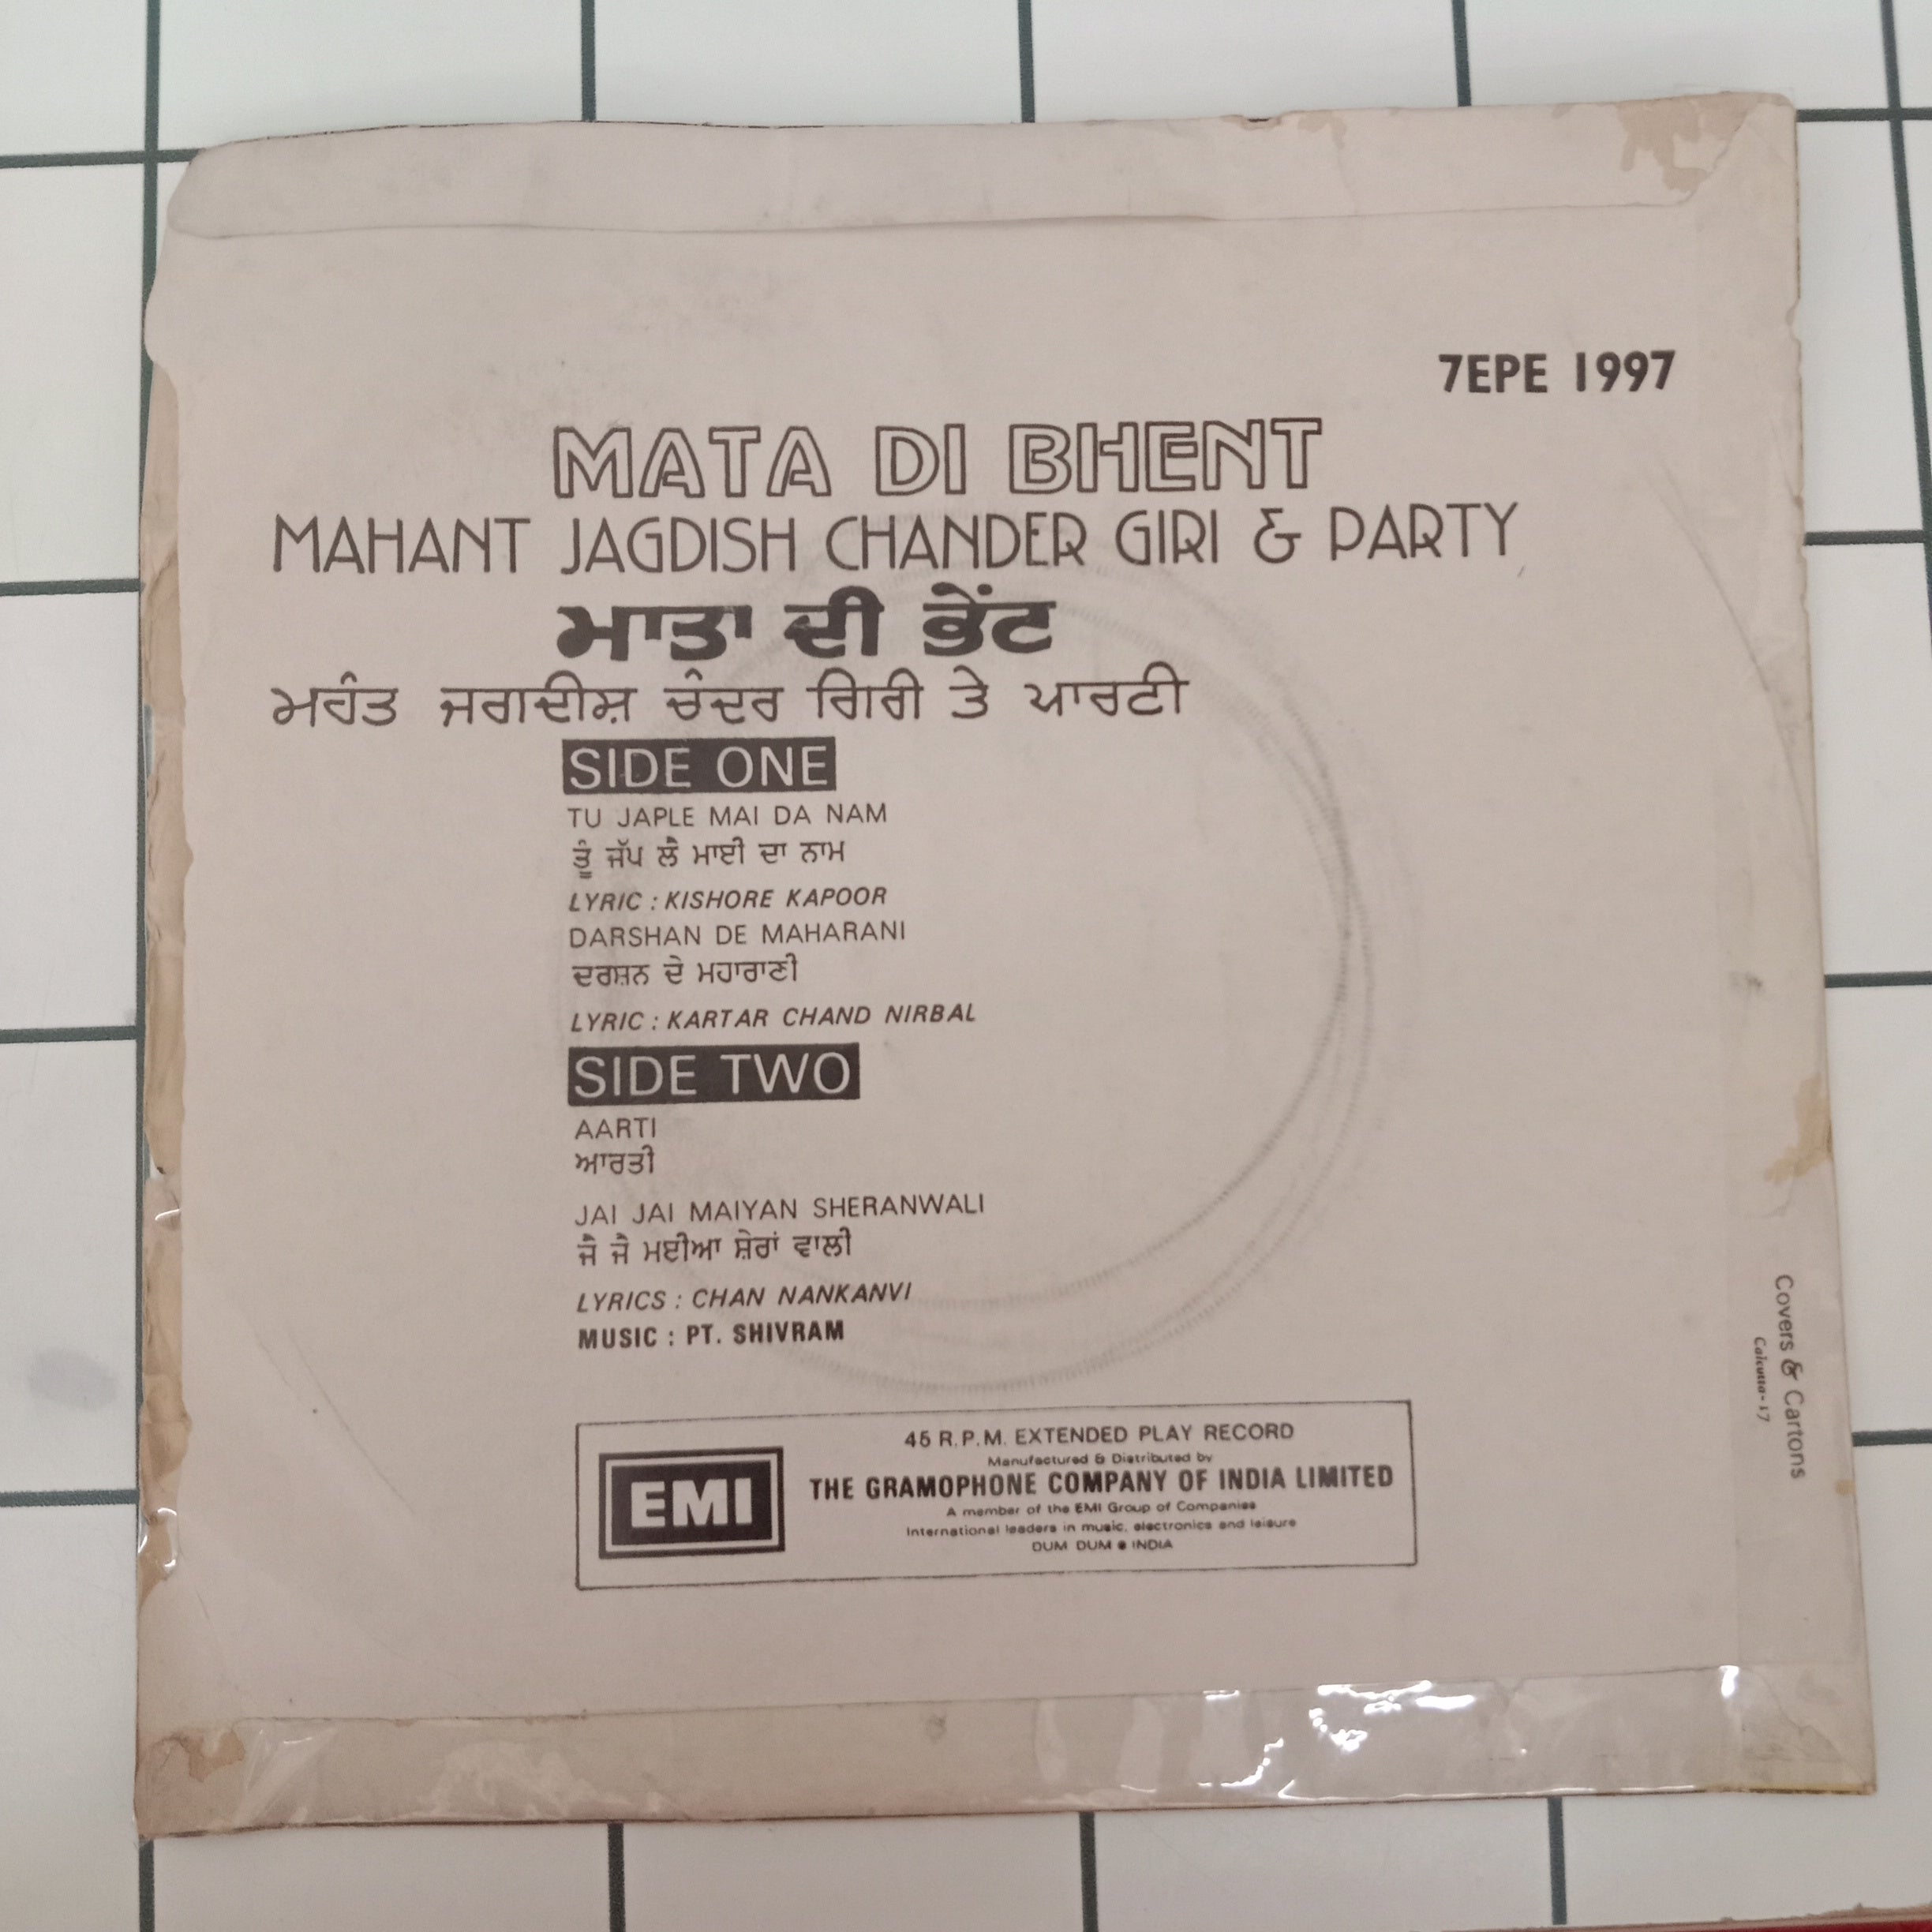 7EPE 1997
MATA DI BHENT
MAHANT JAGDISH CHANDER GIRI & PARTY
ਮਾਤਾ ਦੀ ਭੇਂਟ
ਮਹੰਤ ਜਗਦੀਸ਼ ਚੰਦਰ ਗਿਰੀ ਤੇ ਪਾਰਟੀ
SIDE ONE
TU JAPLE MAI DA NAM
ਤੂੰ ਜੱਪ ਲੈ ਮਾਈ ਦਾ ਨਾਮ
LYRIC : KISHORE KAPOOR
DARSHAN DE MAHARANI
ਦਰਸ਼ਨ ਦੇ ਮਹਾਰਾਣੀ
LYRIC : KARTAR CHAND NIRBAL
SIDE TWO
AARTI
ਆਰਤੀ
JAI JAI MAIYAN SHERANWALI
ਜੈ ਜੈ ਮਈਆ ਸ਼ੇਰਾਂ ਵਾਲੀ
LYRICS : CHAN NANKANVI
MUSIC : PT. SHIVRAM
EMI
45 R.P.M. EXTENDED PLAY RECORD
Manufactured & Distributed by
THE GRAMOPHONE COMPANY OF INDIA LIMITED
A member of the EMI Group of Companies
International leaders in music, electronics and leisure
DUM DUM ● INDIA
Covers & Cartons
Calcutta-17